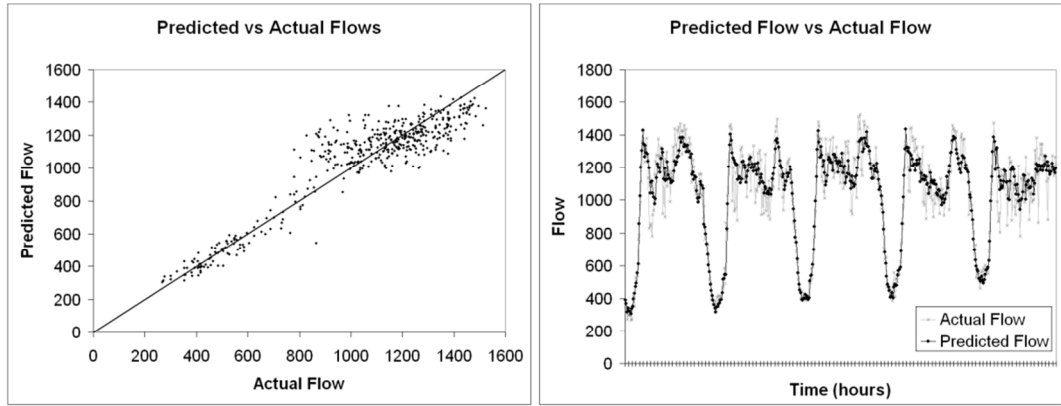 Predicted vs Actual Flows
1600
1400
1200
1000
800
600
400
200
0
Predicted Flow
0 200 400 600 800 1000 1200 1400 1600
Actual Flow
Predicted Flow vs Actual Flow
1800
1600
1400
1200
1000
800
600
400
200
0
Flow
Actual Flow
Predicted Flow
Time (hours)